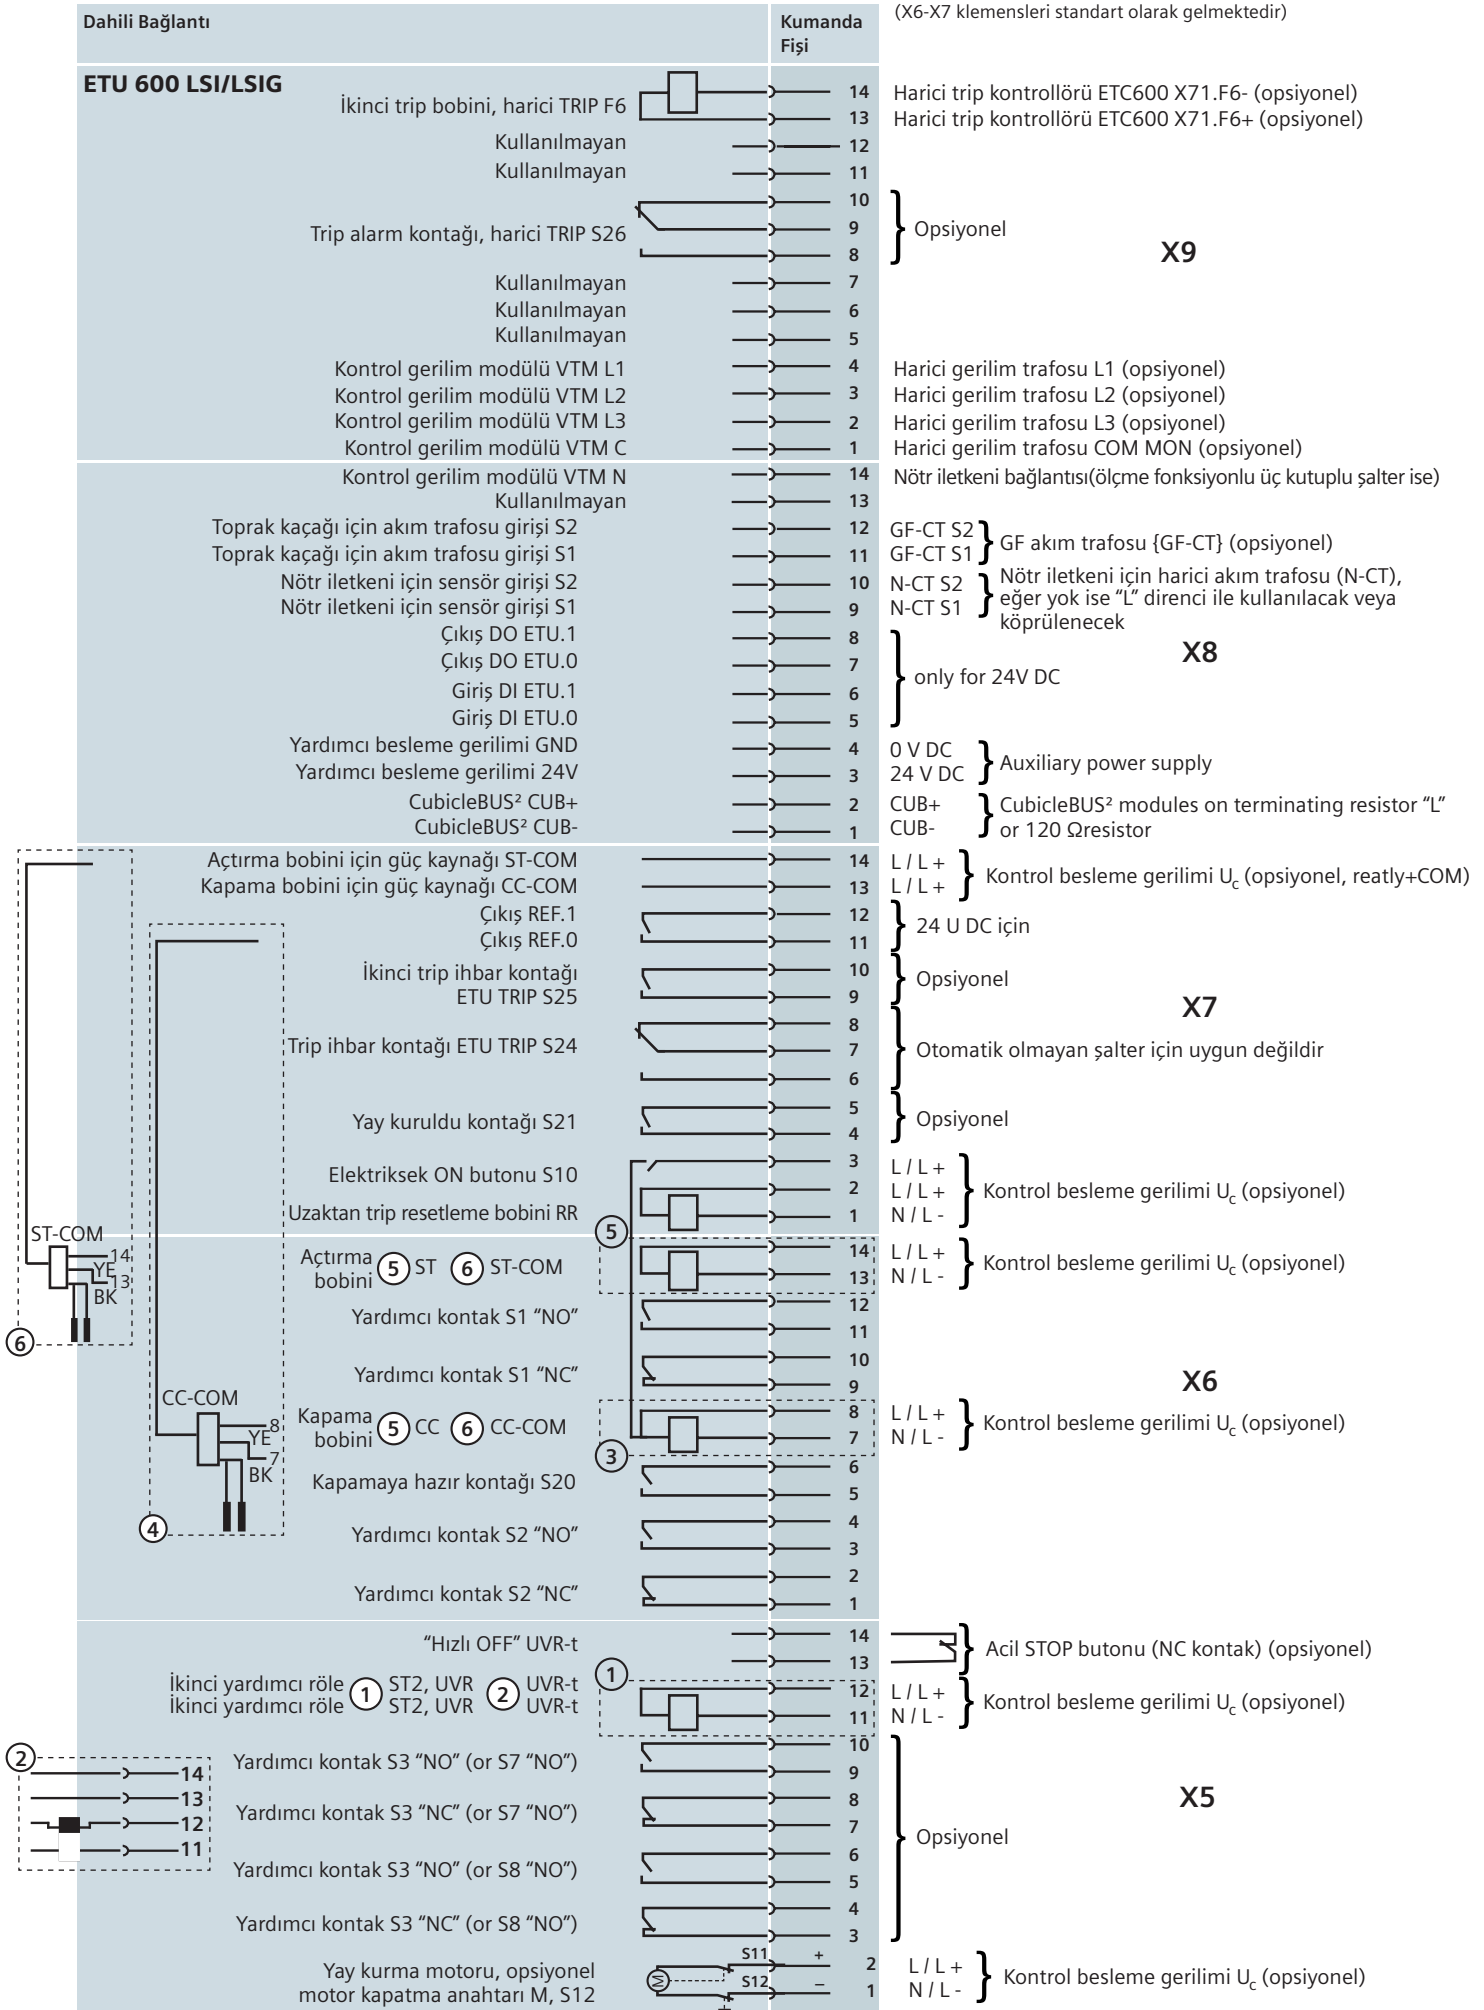 Dahili Bağlantı
Kumanda
Fişi
(X6-X7 klemensleri standart olarak gelmektedir)
ETU 600 LSI/LSIG
İkinci trip bobini, harici TRIP F6
14 Harici trip kontrollörü ETC600 X71.F6- (opsiyonel)
13 Harici trip kontrollörü ETC600 X71.F6+ (opsiyonel)
Kullanılmayan 12
Kullanılmayan 11
10
Trip alarm kontağı, harici TRIP S26 9 Opsiyonel
8
X9
Kullanılmayan 7
Kullanılmayan 6
Kullanılmayan 5
Kontrol gerilim modülü VTM L1 4 Harici gerilim trafosu L1 (opsiyonel)
Kontrol gerilim modülü VTM L2 3 Harici gerilim trafosu L2 (opsiyonel)
Kontrol gerilim modülü VTM L3 2 Harici gerilim trafosu L3 (opsiyonel)
Kontrol gerilim modülü VTM C 1 Harici gerilim trafosu COM MON (opsiyonel)
Kontrol gerilim modülü VTM N 14 Nötr iletkeni bağlantısı(ölçme fonksiyonlu üç kutuplu şalter ise)
Kullanılmayan 13
Toprak kaçağı için akım trafosu girişi S2 12 GF-CT S2
Toprak kaçağı için akım trafosu girişi S1 11 GF-CT S1
GF akım trafosu {GF-CT} (opsiyonel)
Nötr iletkeni için sensör girişi S2 10 N-CT S2
Nötr iletkeni için sensör girişi S1 9 N-CT S1
Nötr iletkeni için harici akım trafosu (N-CT),
eğer yok ise “L” direnci ile kullanılacak veya
köprülenecek
Çıkış DO ETU.1 8
Çıkış DO ETU.0 7
Giriş DI ETU.1 6
Giriş DI ETU.0 5
only for 24V DC
X8
Yardımcı besleme gerilimi GND 4 0 V DC
Yardımcı besleme gerilimi 24V 3 24 V DC
Auxiliary power supply
CubicleBUS² CUB+ 2 CUB+
CubicleBUS² CUB- 1 CUB-
CubicleBUS² modules on terminating resistor “L”
or 120 Ωresistor
Açtırma bobini için güç kaynağı ST-COM 14 L / L +
Kapama bobini için güç kaynağı CC-COM 13 L / L +
Kontrol besleme gerilimi Uc (opsiyonel, reatly+COM)
Çıkış REF.1 12
Çıkış REF.0 11
24 U DC için
İkinci trip ihbar kontağı 10
ETU TRIP S25 9
Opsiyonel
X7
8
Trip ihbar kontağı ETU TRIP S24 7 Otomatik olmayan şalter için uygun değildir
6
Yay kuruldu kontağı S21 5
4
Opsiyonel
Elektriksek ON butonu S10 3 L / L +
2 L / L +
Uzaktan trip resetleme bobini RR 1 N / L -
Kontrol besleme gerilimi Uc (opsiyonel)
5
ST-COM
14
YE
13
BK
6
Açtırma
bobini 5 ST 6 ST-COM
14 L / L +
13 N / L -
Kontrol besleme gerilimi Uc (opsiyonel)
Yardımcı kontak S1 “NO” 12
11
Yardımcı kontak S1 “NC” 10
9
X6
CC-COM
8
YE
7
BK
4
Kapama
bobini 5 CC 6 CC-COM
8 L / L +
7 N / L -
Kontrol besleme gerilimi Uc (opsiyonel)
3
Kapamaya hazır kontağı S20 6
5
Yardımcı kontak S2 “NO” 4
3
Yardımcı kontak S2 “NC” 2
1
“Hızlı OFF” UVR-t 14
13
Acil STOP butonu (NC kontak) (opsiyonel)
1
İkinci yardımcı röle 1 ST2, UVR 2 UVR-t 12 L / L +
İkinci yardımcı röle ST2, UVR UVR-t 11 N / L -
Kontrol besleme gerilimi Uc (opsiyonel)
2
14
13
12
11
Yardımcı kontak S3 “NO” (or S7 “NO”) 10
9
Yardımcı kontak S3 “NC” (or S7 “NO”) 8
7
Yardımcı kontak S3 “NO” (or S8 “NO”) 6
5
Yardımcı kontak S3 “NC” (or S8 “NO”) 4
3
Opsiyonel
X5
Yay kurma motoru, opsiyonel M S11 + 2 L / L +
motor kapatma anahtarı M, S12 S12 – 1 N / L -
Kontrol besleme gerilimi Uc (opsiyonel)